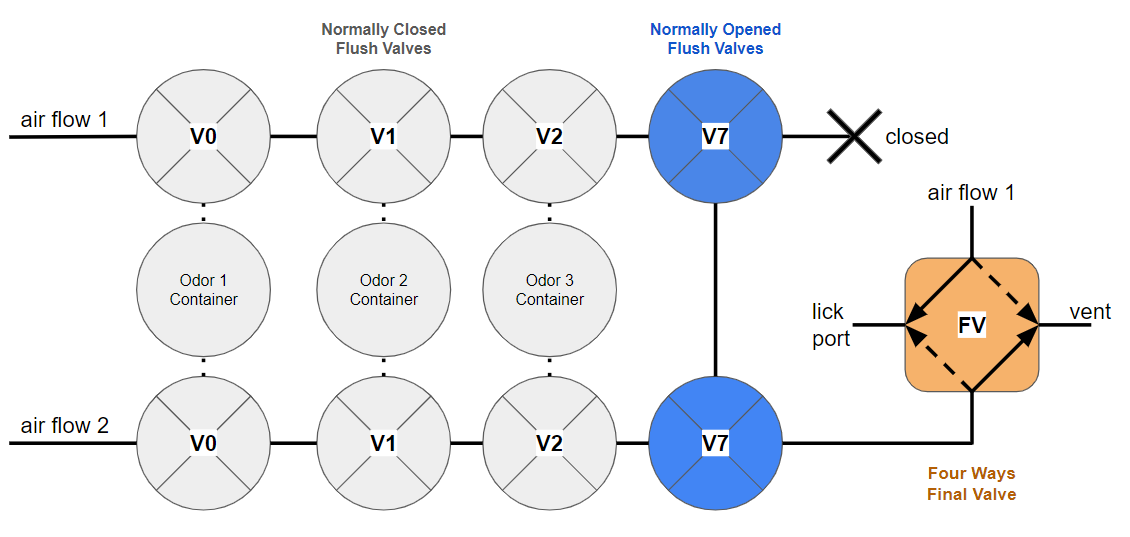 Normally Closed
Flush Valves
Normally Opened
Flush Valves
air flow 1
V0
V1
V2
V7
closed
air flow 1
Odor 1
Container
Odor 2
Container
Odor 3
Container
lick
port
FV
vent
air flow 2
V0
V1
V2
V7
Four Ways
Final Valve